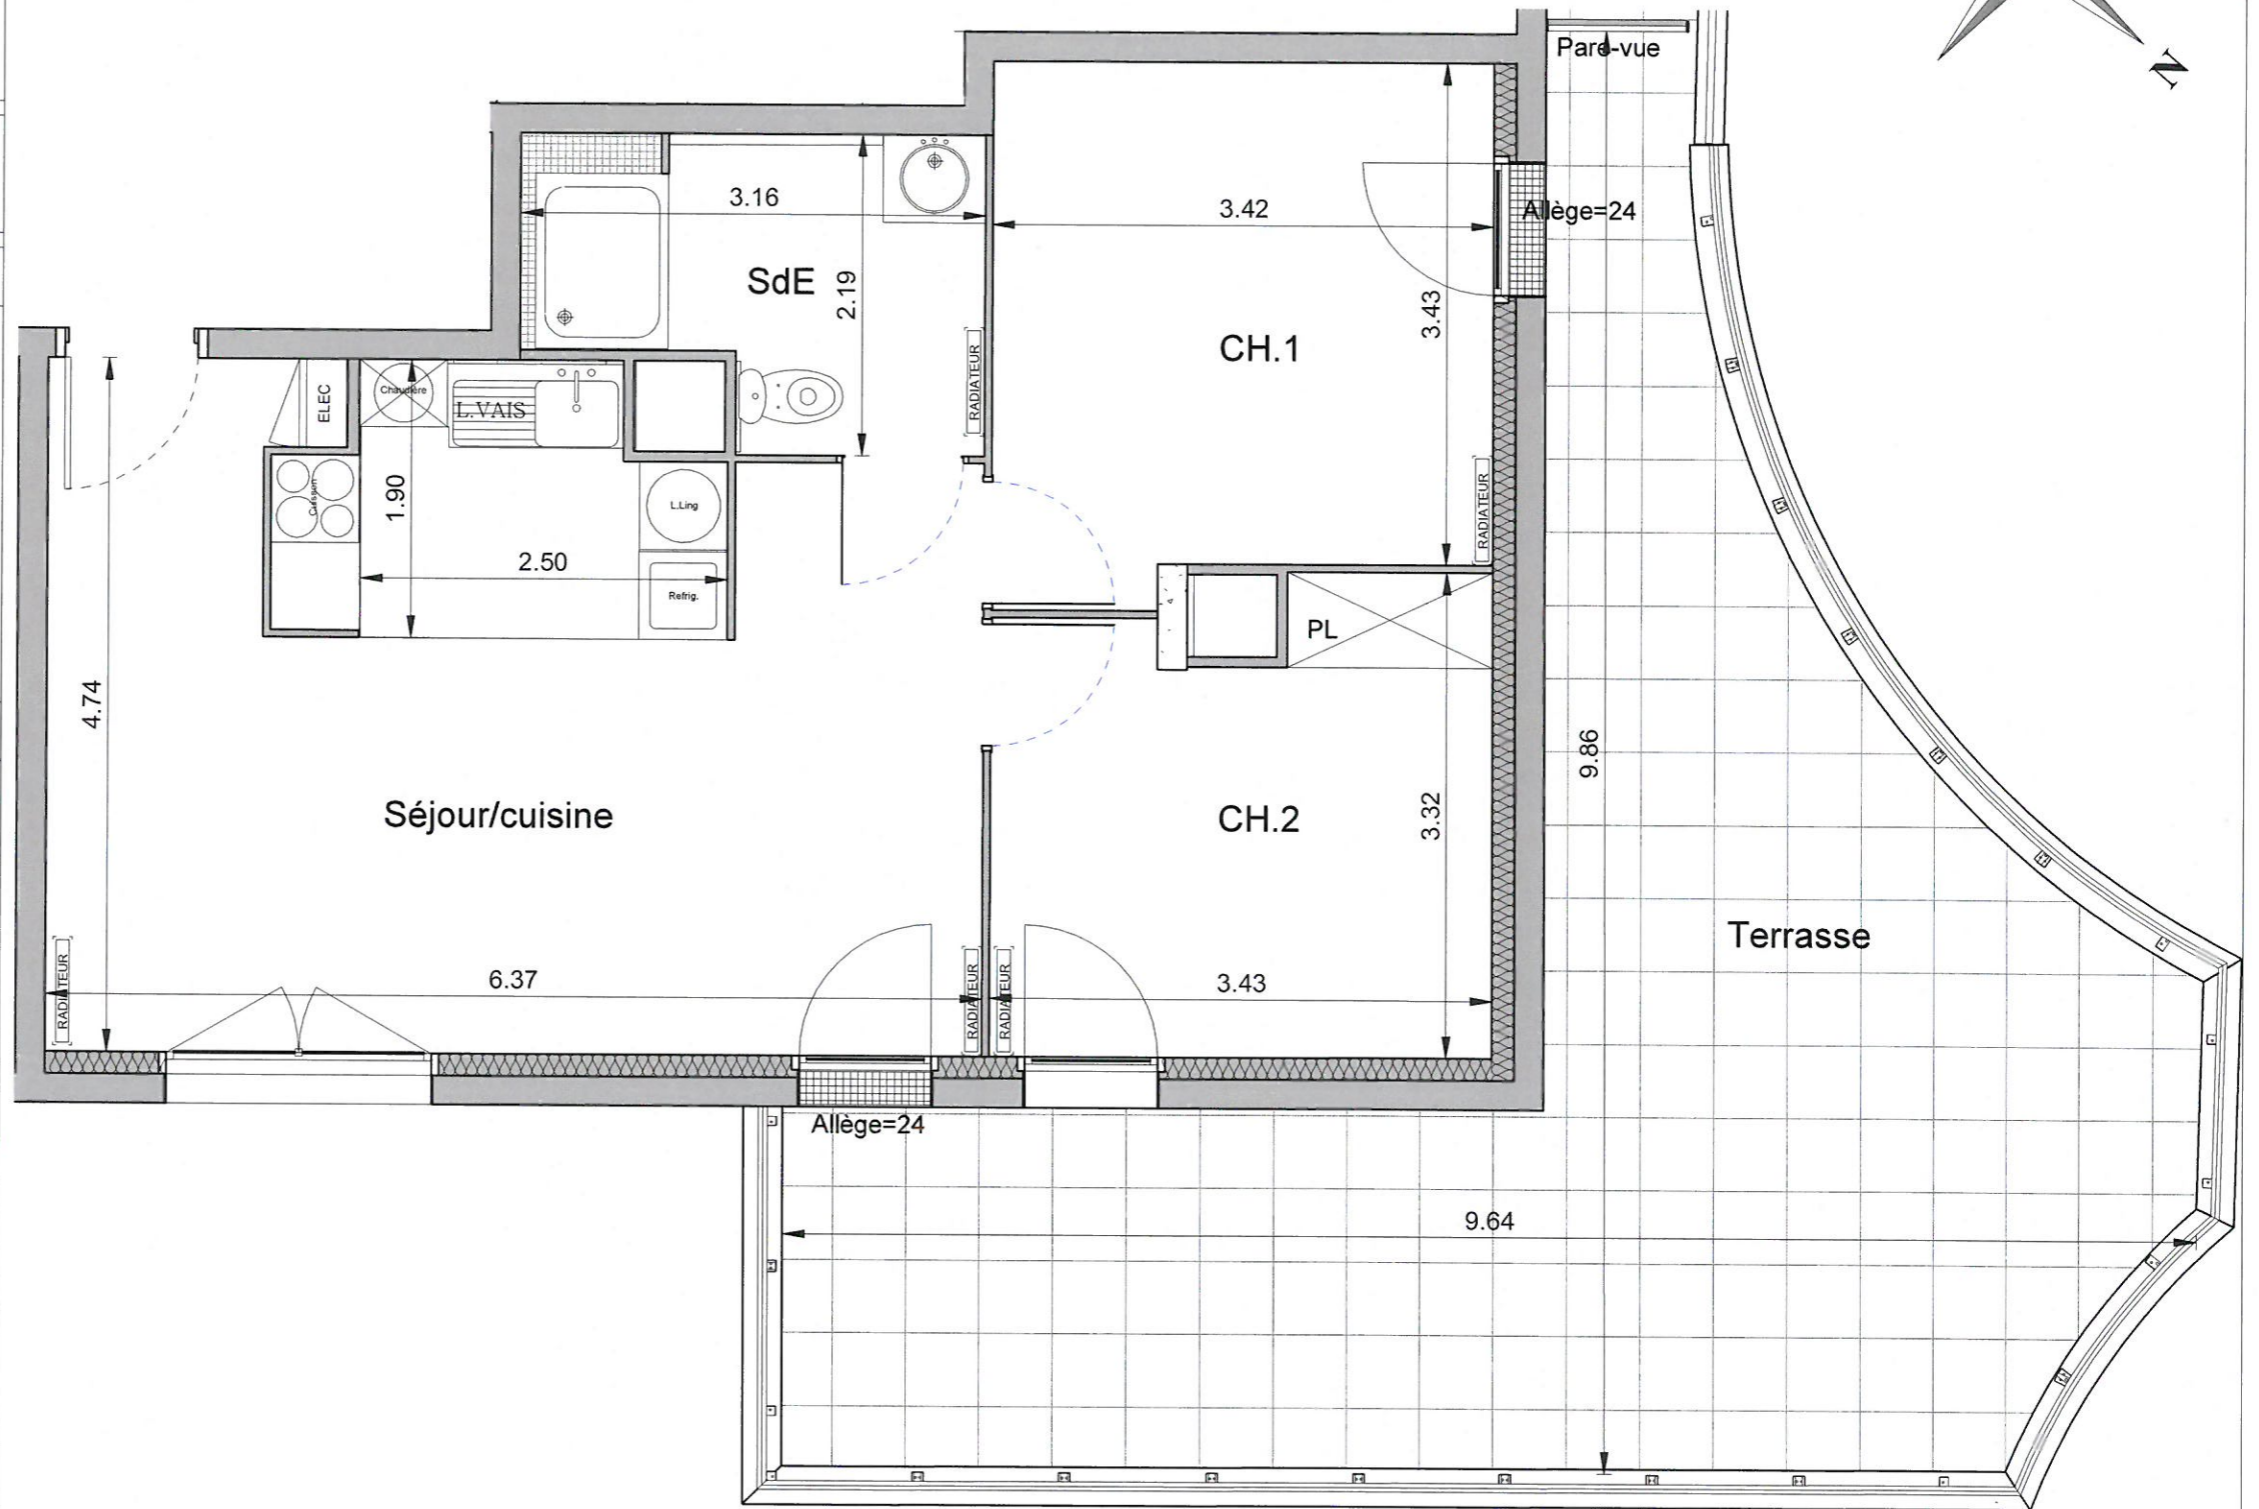 N
Pare-vue
3.16
3.42
Allège=24
SdE
2.19
3.43
CH.1
RADIATEUR
ELEC
Chaudière
L.VAIS
Cuisson
1.90
L.Ling
2.50
Refrig.
RADIATEUR
PL
4.74
9.86
Séjour/cuisine
CH.2
3.32
Terrasse
RADIATEUR
6.37
RADIATEUR
RADIATEUR
3.43
Allège=24
9.64